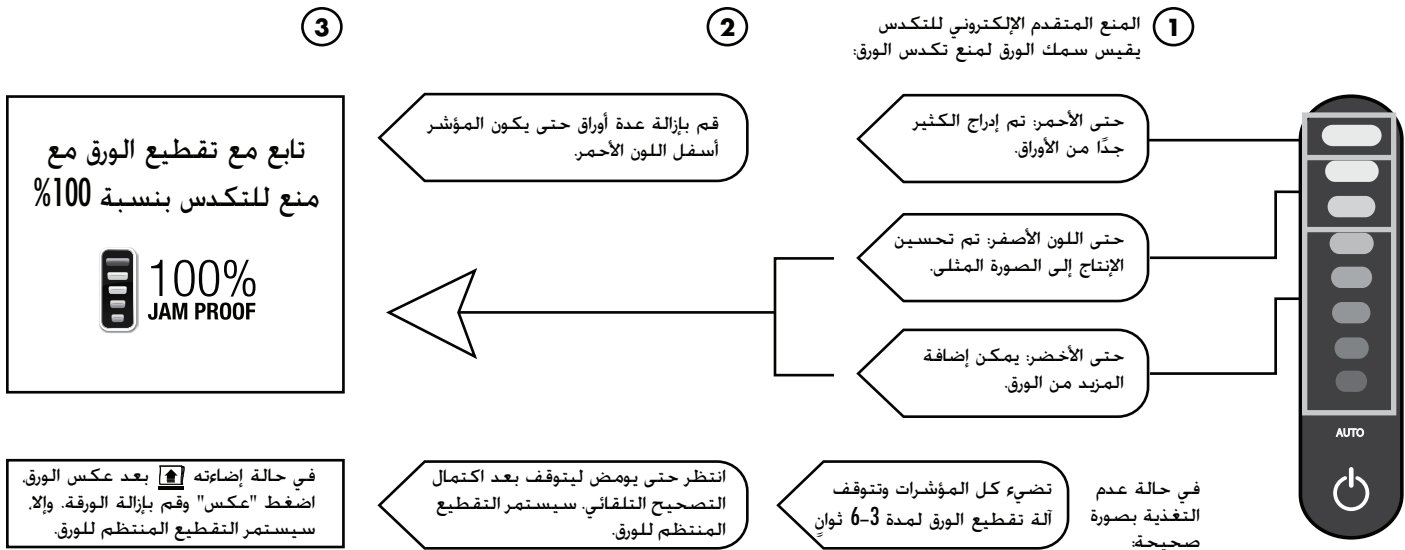 1
المنع المتقدم الإلكتروني للتكدس
يقيس سمك الورق لمنع تكدس الورق:
حتى الأحمر: تم إدراج الكثير
جدًا من الأوراق.
حتى اللون الأصفر: تم تحسين
الإنتاج إلى الصورة المثلى.
حتى الأخضر: يمكن إضافة
المزيد من الورق.
AUTO
2
قم بإزالة عدة أوراق حتى يكون المؤشر
أسفل اللون الأحمر.
3
تابع مع تقطيع الورق مع
منع للتكدس بنسبة 100%
100%
JAM PROOF
في حالة عدم
التغذية بصورة
صحيحة:
تضيء كل المؤشرات وتتوقف
آلة تقطيع الورق لمدة 3-6 ثوانٍ
انتظر حتى يومض ليتوقف بعد اكتمال
التصحيح التلقائي. سيستمر التقطيع
المنتظم للورق.
في حالة إضاءته بعد عكس الورق،
اضغط "عكس" وقم بإزالة الورقة. وإلا،
سيستمر التقطيع المنتظم للورق.